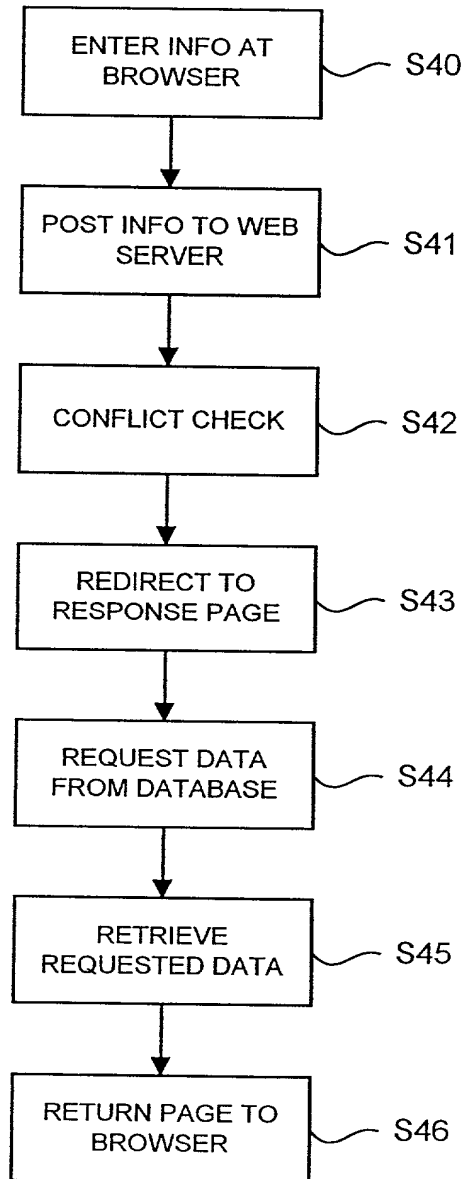 ENTER INFO AT
BROWSER
S40
POST INFO TO WEB
SERVER
S41
CONFLICT CHECK
S42
REDIRECT TO
RESPONSE PAGE
S43
REQUEST DATA
FROM DATABASE
S44
RETRIEVE
REQUESTED DATA
S45
RETURN PAGE TO
BROWSER
S46